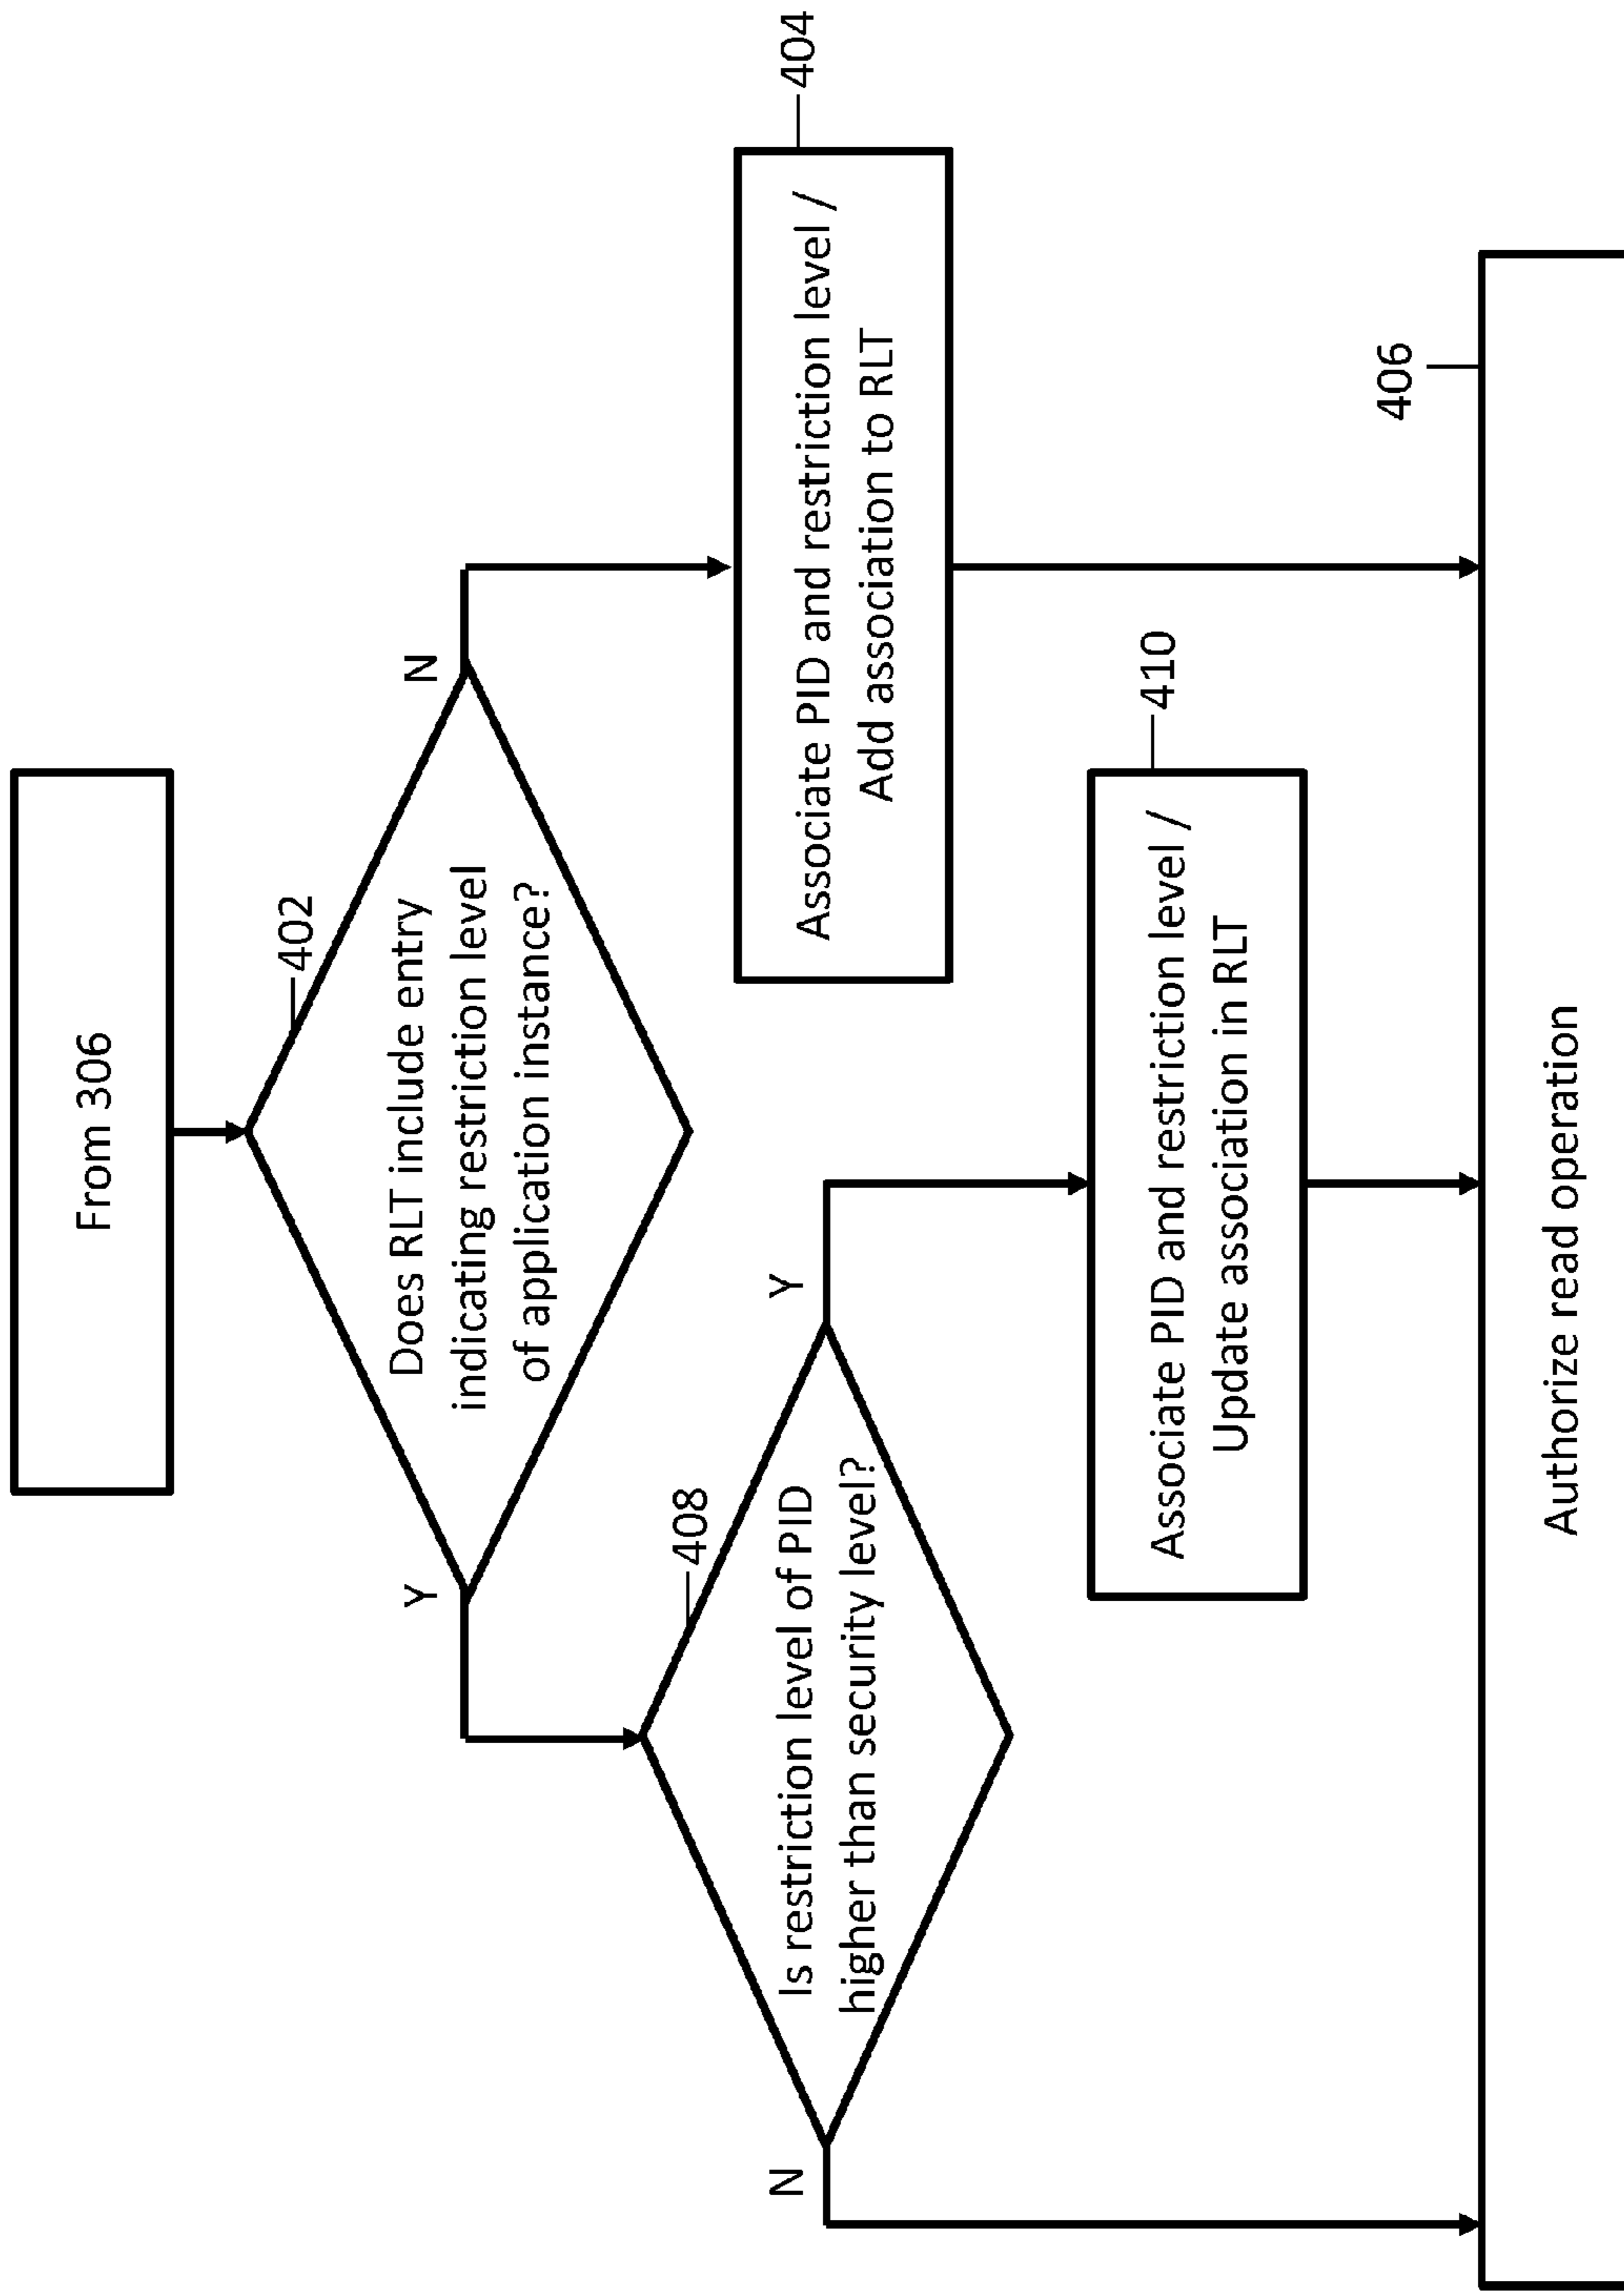 From 306
402
Does RLT include entry
indicating restriction level
of application instance?
Y
N
404
Associate PID and restriction level /
Add association to RLT
408
Is restriction level of PID
higher than security level?
N
Y
410
Associate PID and restriction level /
Update association in RLT
406
Authorize read operation